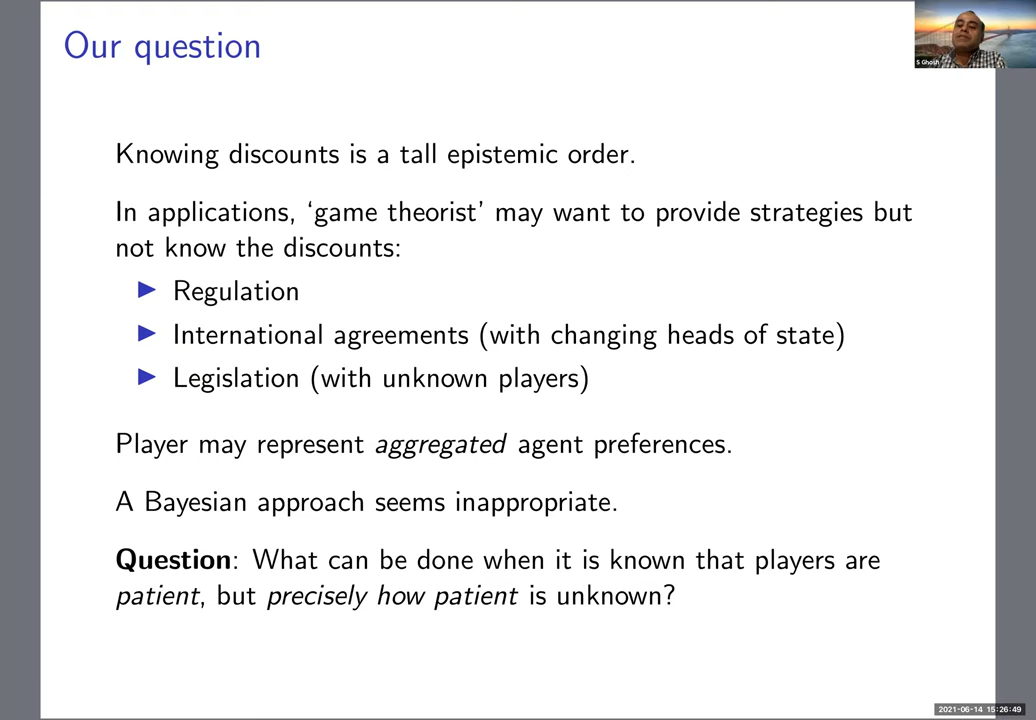 Our question
S Ghosh
Knowing discounts is a tall epistemic order.
In applications, ‘game theorist’ may want to provide strategies but
not know the discounts:
▶ Regulation
▶ International agreements (with changing heads of state)
▶ Legislation (with unknown players)
Player may represent aggregated agent preferences.
A Bayesian approach seems inappropriate.
Question: What can be done when it is known that players are
patient, but precisely how patient is unknown?
2021-06-14 15:26:49